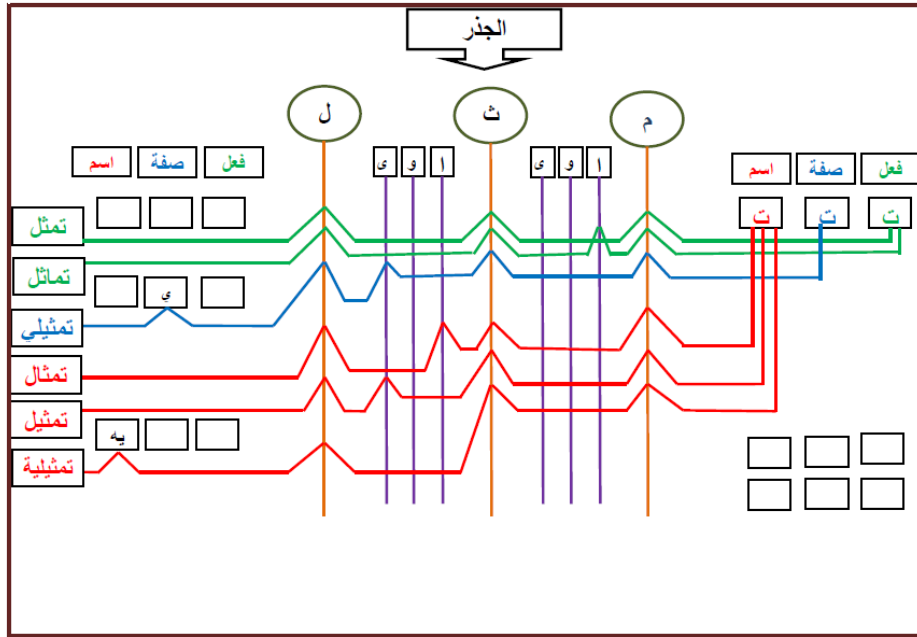 الجذر
م ث ل
فعل صفة اسم ا و ى ا و ى فعل صفة اسم
ت ت ت
تمثل
تماثل
ي
تمثيلي
تمثال
تمثيل
يه
تمثيلية